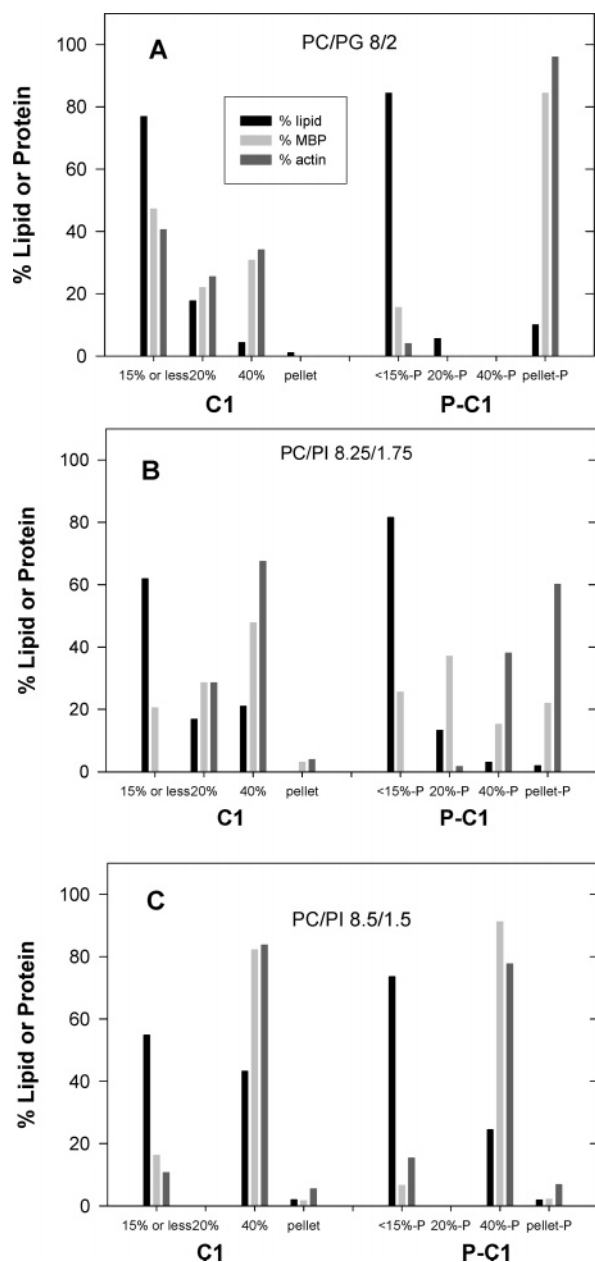 A
PC/PG 8/2
% lipid
% MBP
% actin
% Lipid or Protein
100
80
60
40
20
0
15% or less 20% 40% pellet <15%-P 20%-P 40%-P pellet-P
C1 P-C1
B
PC/PI 8.25/1.75
% Lipid or Protein
100
80
60
40
20
0
15% or less 20% 40% pellet <15%-P 20%-P 40%-P pellet-P
C1 P-C1
C
PC/PI 8.5/1.5
% Lipid or Protein
100
80
60
40
20
0
15% or less 20% 40% pellet <15%-P 20%-P 40%-P pellet-P
C1 P-C1